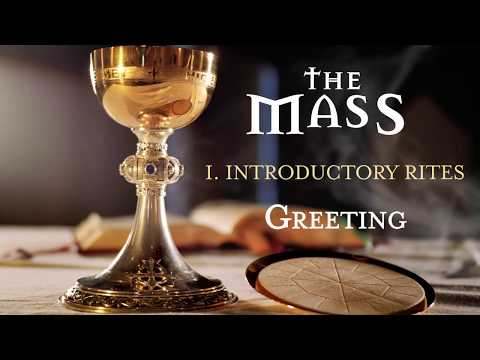 THE
MASS
I. INTRODUCTORY RITES
GREETING